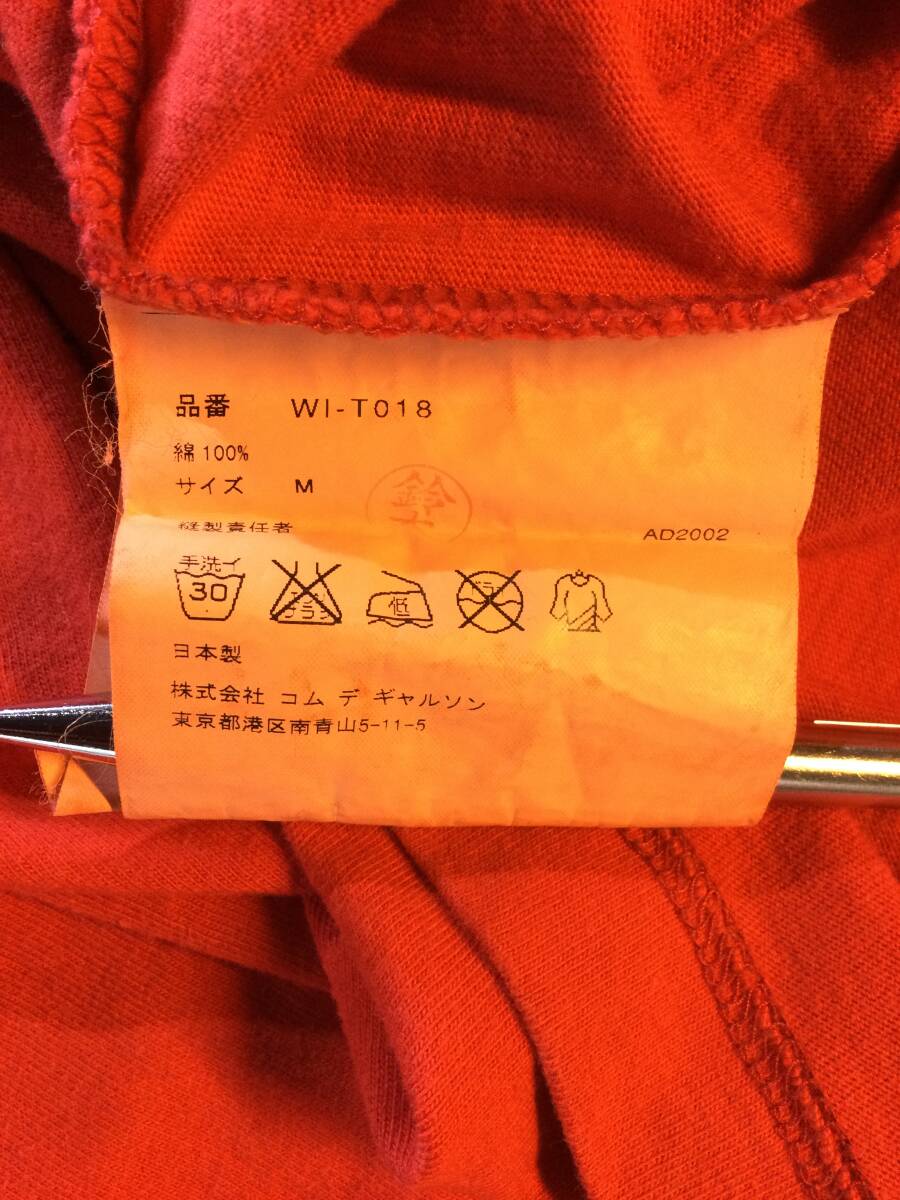 品番 WI-T018
綿 100%
サイズ M
縫製責任者
AD2002
手洗イ
30
低
日本製
株式会社 コム デ ギャルソン
東京都港区南青山5-11-5